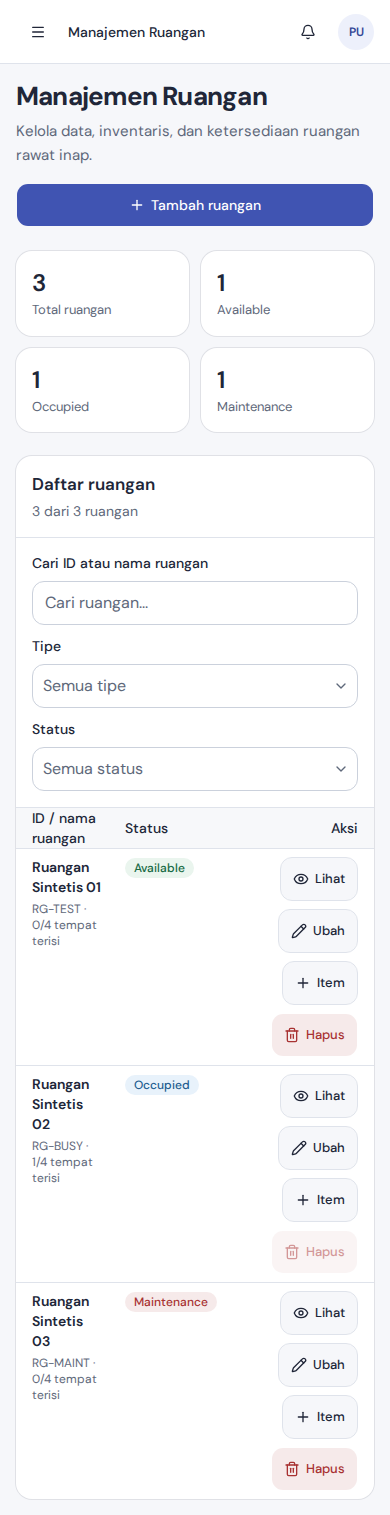 Manajemen Ruangan
PU
Manajemen Ruangan
Kelola data, inventaris, dan ketersediaan ruangan
rawat inap.
Tambah ruangan
3
Total ruangan
1
Available
1
Occupied
1
Maintenance
Daftar ruangan
3 dari 3 ruangan
Cari ID atau nama ruangan
Cari ruangan...
Tipe
Semua tipe
Status
Semua status
ID / nama
ruangan
Status
Aksi
Ruangan
Sintetis 01
RG-TEST ·
0/4 tempat
terisi
Available
Lihat
Ubah
Item
Hapus
Ruangan
Sintetis
02
RG-BUSY ·
1/4 tempat
terisi
Occupied
Lihat
Ubah
Item
Hapus
Ruangan
Sintetis
03
RG-MAINT ·
0/4 tempat
terisi
Maintenance
Lihat
Ubah
Item
Hapus